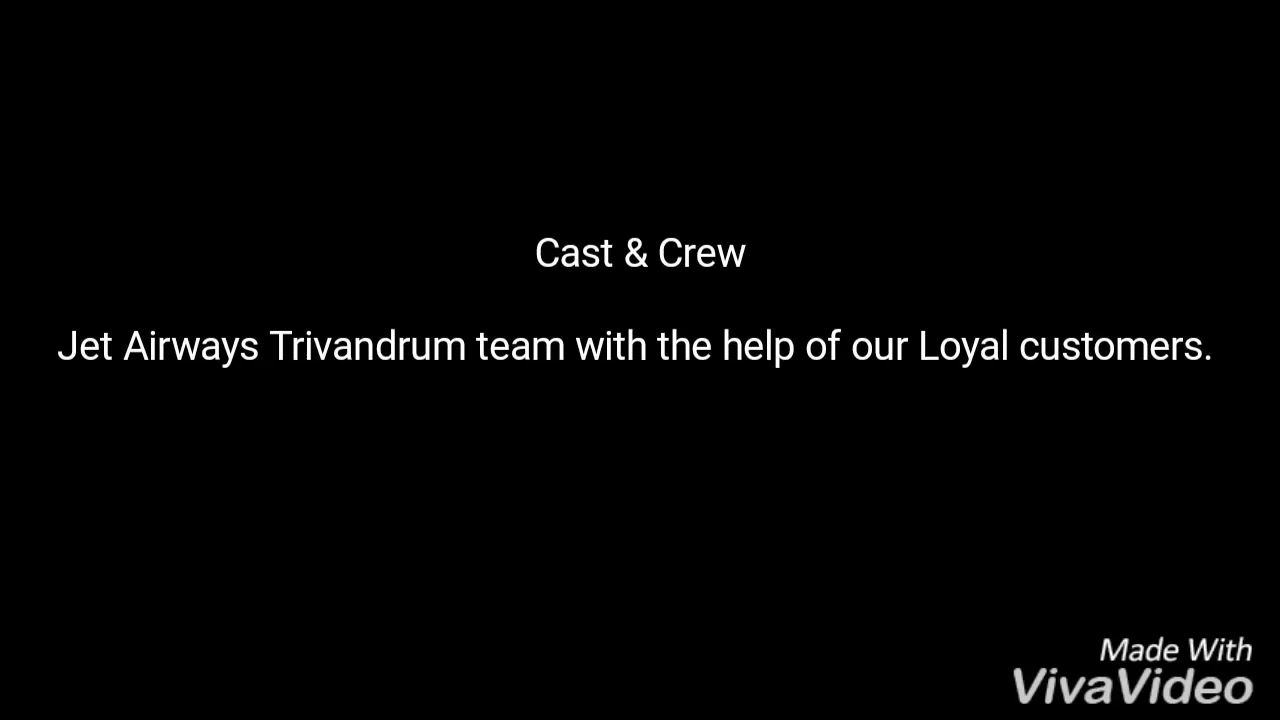 Cast & Crew
Jet Airways Trivandrum team with the help of our Loyal customers.
Made With
VivaVideo